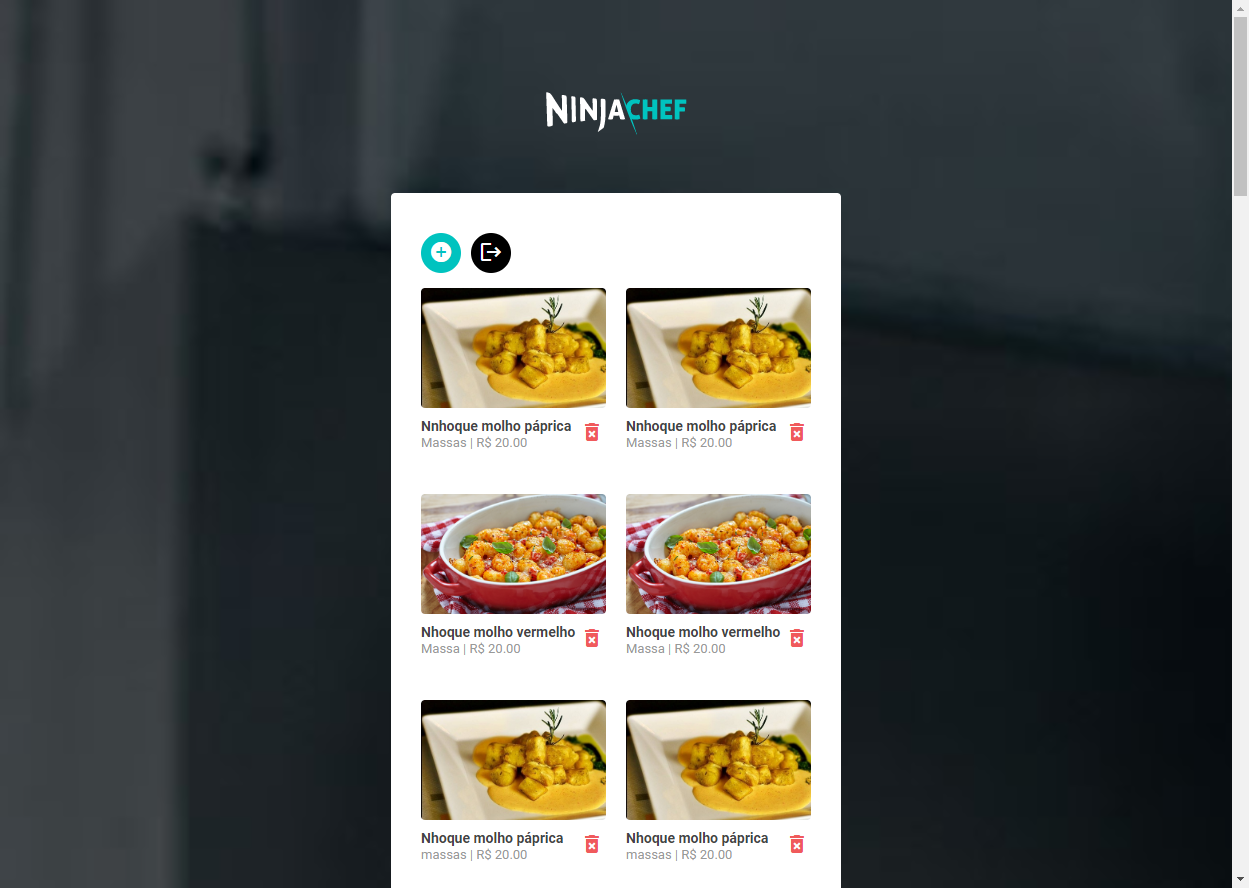 NINJACHEF
Nnhoque molho páprica
Massas | R$ 20.00
Nnhoque molho páprica
Massas | R$ 20.00
Nhoque molho vermelho
Massa | R$ 20.00
Nhoque molho vermelho
Massa | R$ 20.00
Nhoque molho páprica
massas | R$ 20.00
Nhoque molho páprica
massas | R$ 20.00